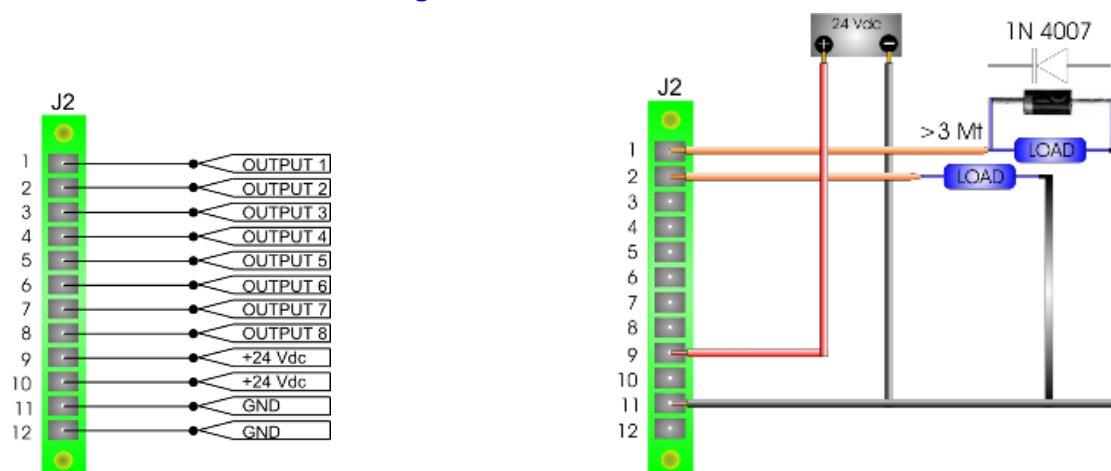 J2
1 OUTPUT 1
2 OUTPUT 2
3 OUTPUT 3
4 OUTPUT 4
5 OUTPUT 5
6 OUTPUT 6
7 OUTPUT 7
8 OUTPUT 8
9 +24 Vdc
10 +24 Vdc
11 GND
12 GND
24 Vdc
+ −
1N 4007
J2
>3 Mt
1 LOAD
2 LOAD
3
4
5
6
7
8
9
10
11
12